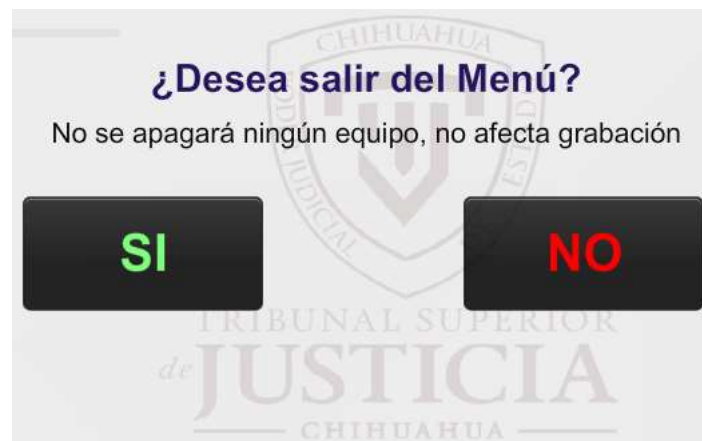 CHIHUAHUA
¿Desea salir del Menú?
No se apagará ningún equipo, no afecta grabación
SI
NO
TRIBUNAL SUPERIOR
de JUSTICIA
CHIHUAHUA